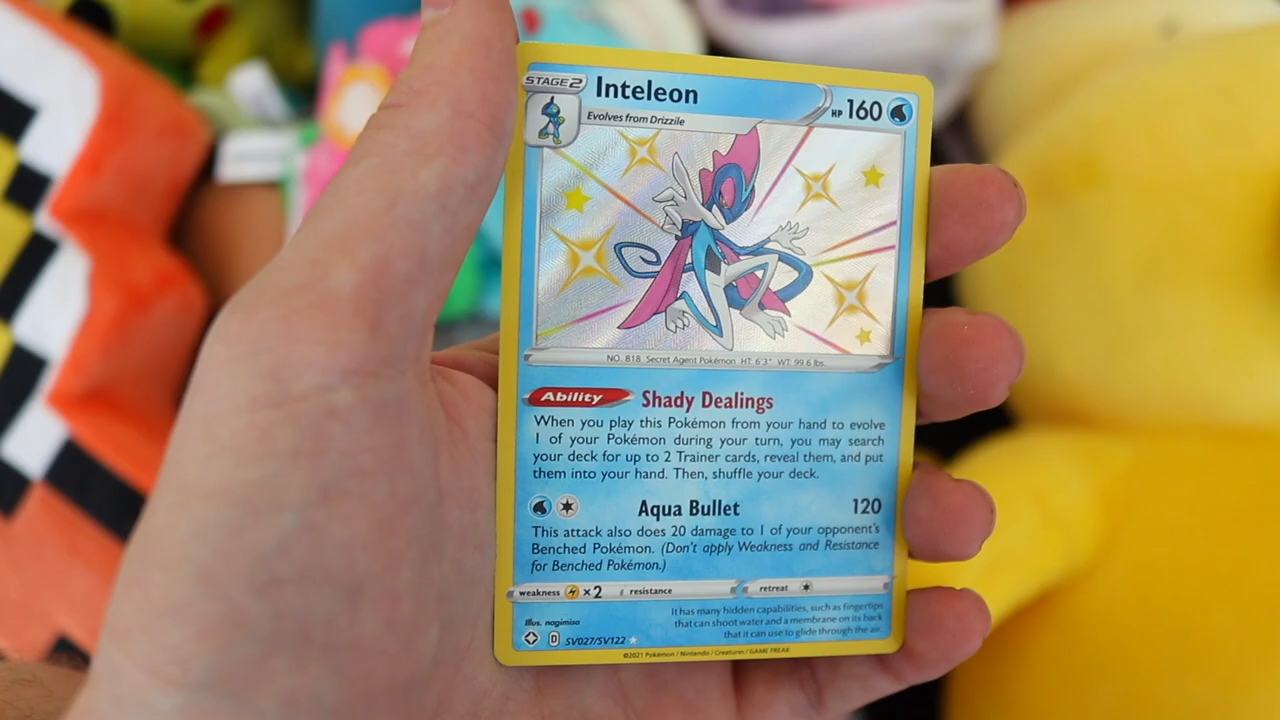 STAGE 2
Inteleon
HP 160
Evolves from Drizzile
NO. 818 Secret Agent Pokémon HT: 6'3" WT: 99.6 lbs.
Ability Shady Dealings
When you play this Pokémon from your hand to evolve
1 of your Pokémon during your turn, you may search
your deck for up to 2 Trainer cards, reveal them, and put
them into your hand. Then, shuffle your deck.
Aqua Bullet 120
This attack also does 20 damage to 1 of your opponent's
Benched Pokémon. (Don't apply Weakness and Resistance
for Benched Pokémon.)
weakness ×2 resistance retreat
Illus. nagimiso
D SV027/SV122
It has many hidden capabilities, such as fingertips
that can shoot water and a membrane on its back
that it can use to glide through the air.
©2021 Pokémon / Nintendo / Creatures / GAME FREAK